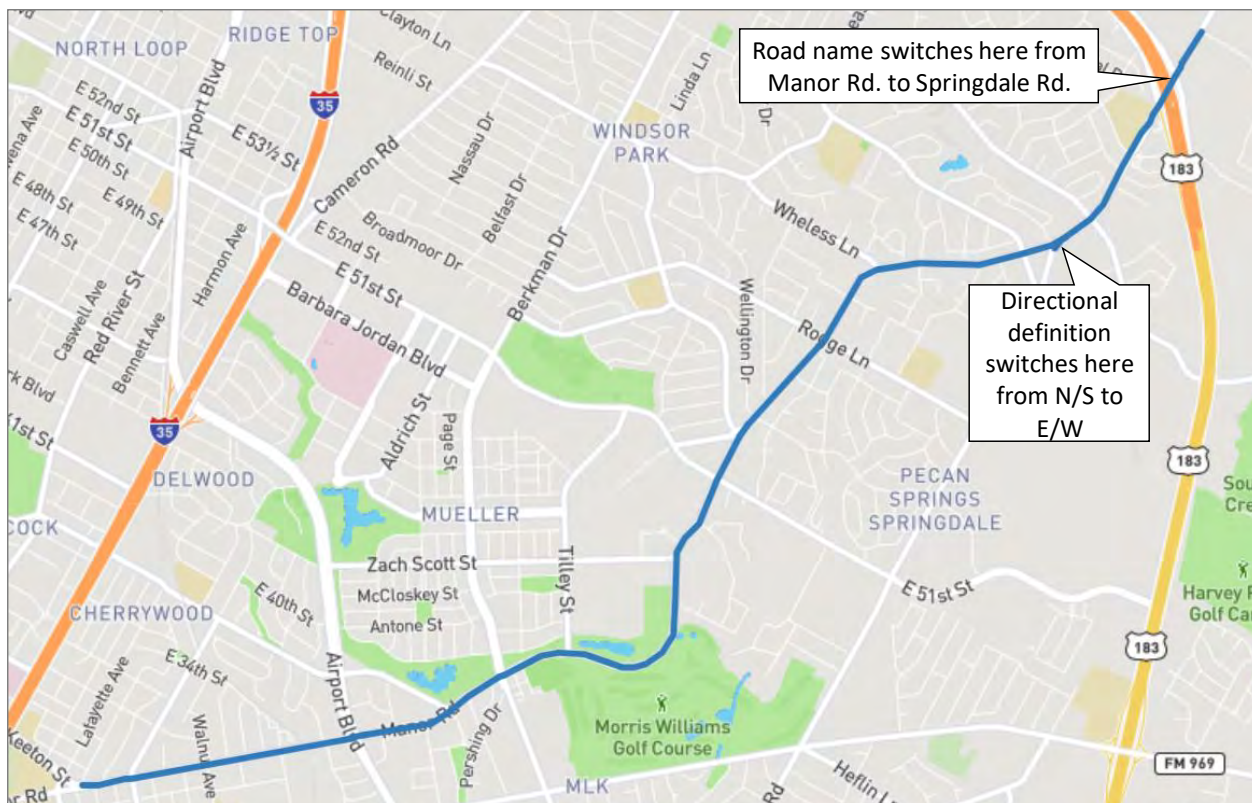 NORTH LOOP
RIDGE TOP
Airport Blvd
Clayton Ln
Reinli St
Linda Ln
Road name switches here from
Manor Rd. to Springdale Rd.
E 52nd St
E 51st St
E 50th St
E 49th St
E 48th St
E 47th St
E 53½ St
35
Cameron Rd
Nassau Dr
Belfast Dr
WINDSOR
PARK
Dr
183
Harmon Ave
Red River St
Caswell Ave
Bennett Ave
E 52nd St
Broadmoor Dr
E 51st St
Barbara Jordan Blvd
Berkman Dr
Wheless Ln
Wellington Dr
Rogge Ln
Directional
definition
switches here
from N/S to
E/W
35
DELWOOD
Aldrich St
Page St
MUELLER
Tilley St
Zach Scott St
McCloskey St
Antone St
PECAN
SPRINGS
SPRINGDALE
183
E 51st St
Golf
183
CHERRYWOOD
E 40th St
E 34th St
Airport Blvd
Lafayette Ave
Manor Rd
Pershing Dr
Morris Williams
Golf Course
Keeton St
MLK
FM 969
Rd